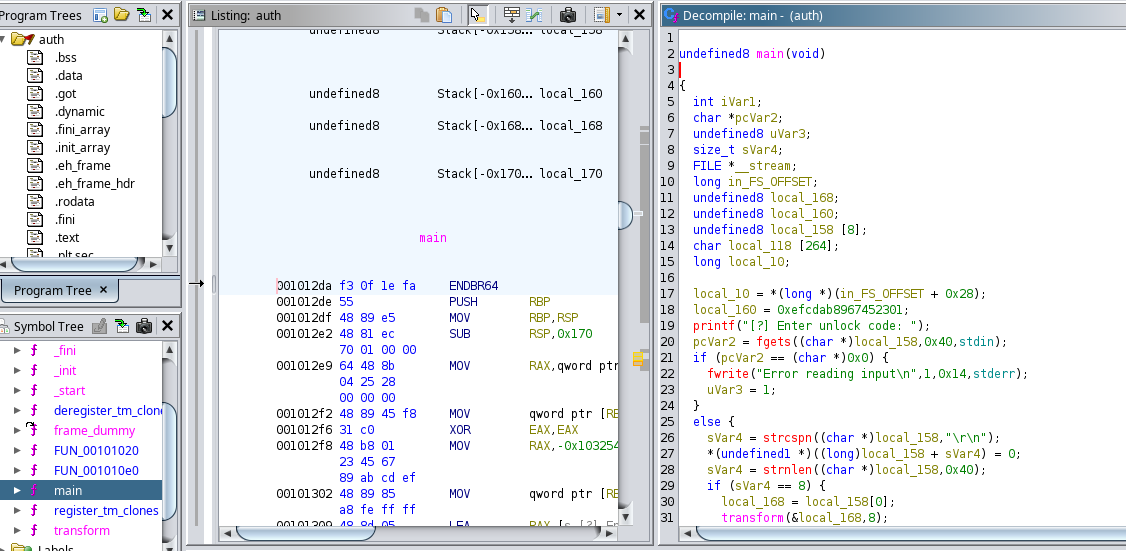 Program Trees
auth
.bss
.data
.got
.dynamic
.fini_array
.init_array
.eh_frame
.eh_frame_hdr
.rodata
.fini
.text
.plt.sec
Program Tree
Symbol Tree
f _fini
f _init
f _start
f deregister_tm_clon
f frame_dummy
f FUN_00101020
f FUN_001010e0
f main
f register_tm_clones
f transform
Labels
Listing: auth
undefined8 Stack[-0x158... local_158
undefined8 Stack[-0x160... local_160
undefined8 Stack[-0x168... local_168
undefined8 Stack[-0x170... local_170
main
001012da f3 0f 1e fa ENDBR64
001012de 55 PUSH RBP
001012df 48 89 e5 MOV RBP,RSP
001012e2 48 81 ec SUB RSP,0x170
70 01 00 00
001012e9 64 48 8b MOV RAX,qword ptr
04 25 28
00 00 00
001012f2 48 89 45 f8 MOV qword ptr [RB
001012f6 31 c0 XOR EAX,EAX
001012f8 48 b8 01 MOV RAX,-0x103254
23 45 67
89 ab cd ef
00101302 48 89 85 MOV qword ptr [RB
a8 fe ff ff
00101309 48 8d 05 LEA
Decompile: main - (auth)
1
2 undefined8 main(void)
3
4 {
5 int iVar1;
6 char *pcVar2;
7 undefined8 uVar3;
8 size_t sVar4;
9 FILE *__stream;
10 long in_FS_OFFSET;
11 undefined8 local_168;
12 undefined8 local_160;
13 undefined8 local_158 [8];
14 char local_118 [264];
15 long local_10;
16
17 local_10 = *(long *)(in_FS_OFFSET + 0x28);
18 local_160 = 0xefcdab8967452301;
19 printf("[?] Enter unlock code: ");
20 pcVar2 = fgets((char *)local_158,0x40,stdin);
21 if (pcVar2 == (char *)0x0) {
22 fwrite("Error reading input\n",1,0x14,stderr);
23 uVar3 = 1;
24 }
25 else {
26 sVar4 = strcspn((char *)local_158,"\r\n");
27 *(undefined1 *)((long)local_158 + sVar4) = 0;
28 sVar4 = strnlen((char *)local_158,0x40);
29 if (sVar4 == 8) {
30 local_168 = local_158[0];
31 transform(&local_168,8);